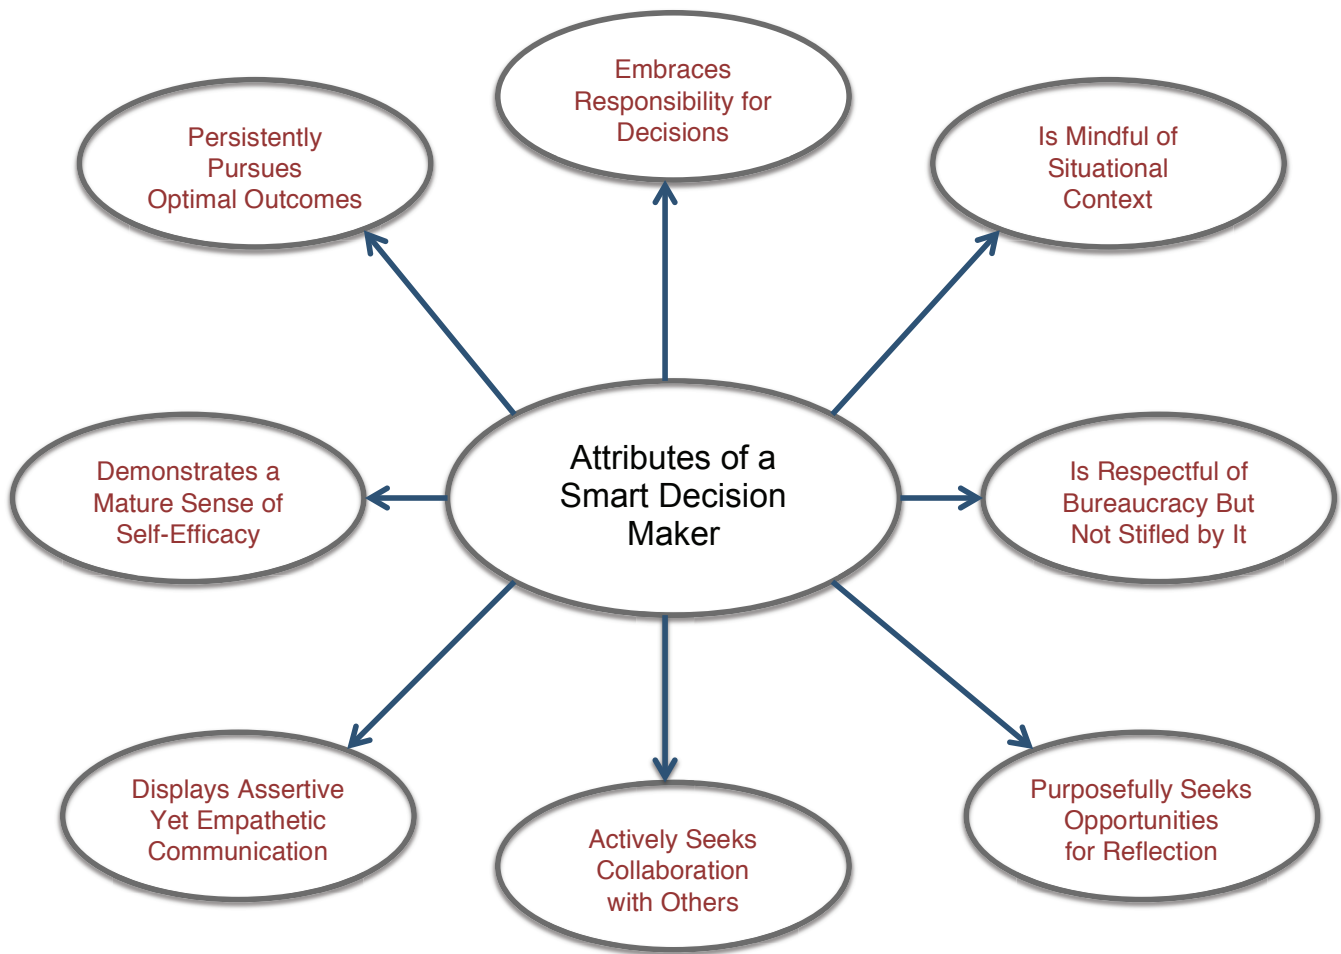 Embraces
Responsibility for
Decisions
Persistently
Pursues
Optimal Outcomes
Is Mindful of
Situational
Context
Demonstrates a
Mature Sense of
Self-Efficacy
Attributes of a
Smart Decision
Maker
Is Respectful of
Bureaucracy But
Not Stifled by It
Displays Assertive
Yet Empathetic
Communication
Actively Seeks
Collaboration
with Others
Purposefully Seeks
Opportunities
for Reflection